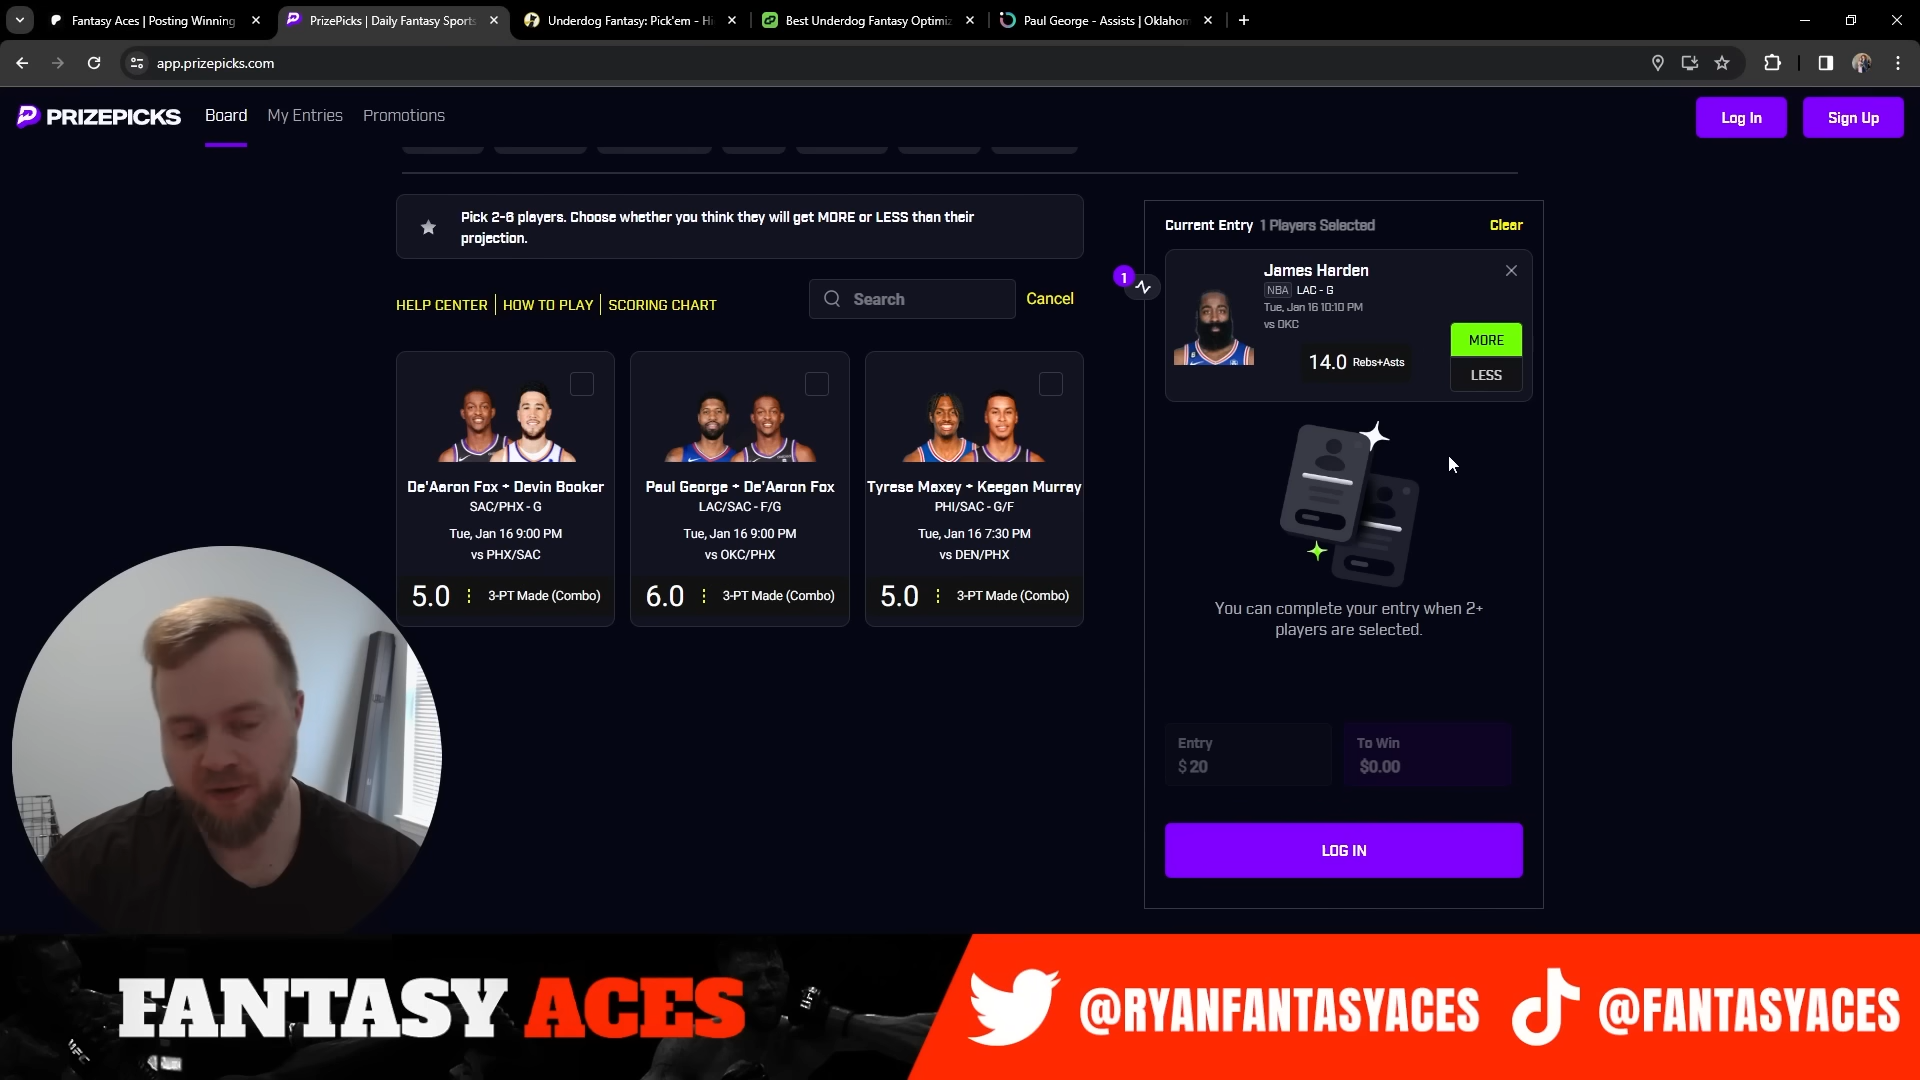 Fantasy Aces | Posting Winning
PrizePicks | Daily Fantasy Sports
Underdog Fantasy: Pick'em - Hi
Best Underdog Fantasy Optimiz
Paul George - Assists | Oklahom
app.prizepicks.com
PRIZEPICKS
Board
My Entries
Promotions
Log In
Sign Up
Pick 2-6 players. Choose whether you think they will get MORE or LESS than their
projection.
HELP CENTER
HOW TO PLAY
SCORING CHART
Search
Cancel
De'Aaron Fox + Devin Booker
SAC/PHX - G
Tue, Jan 16 9:00 PM
vs PHX/SAC
5.0
3-PT Made (Combo)
Paul George + De'Aaron Fox
LAC/SAC - F/G
Tue, Jan 16 9:00 PM
vs OKC/PHX
6.0
3-PT Made (Combo)
Tyrese Maxey + Keegan Murray
PHI/SAC - G/F
Tue, Jan 16 7:30 PM
vs DEN/PHX
5.0
3-PT Made (Combo)
Current Entry 1 Players Selected
Clear
1
James Harden
NBA LAC - G
Tue, Jan 16 10:10 PM
vs OKC
14.0 Rebs+Asts
MORE
LESS
You can complete your entry when 2+
players are selected.
Entry
$ 20
To Win
$0.00
LOG IN
FANTASY ACES
@RYANFANTASYACES
@FANTASYACES
UFC